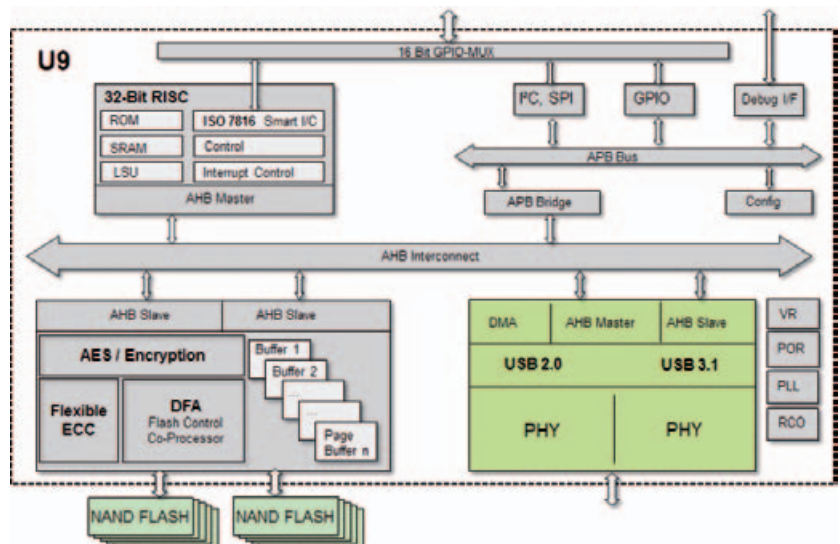 U9
16 Bit GPIO-MUX
32-Bit RISC
ROM
ISO 7816 Smart I/C
SRAM
Control
LSU
Interrupt Control
AHB Master
I²C, SPI
GPIO
Debug I/F
APB Bus
APB Bridge
Config
AHB Interconnect
AHB Slave
AHB Slave
AES / Encryption
Flexible
ECC
DFA
Flash Control
Co-Processor
Buffer 1
Buffer 2
...
...
Page
Buffer n
DMA
AHB Master
AHB Slave
USB 2.0
USB 3.1
PHY
PHY
VR
POR
PLL
RCO
NAND FLASH
NAND FLASH